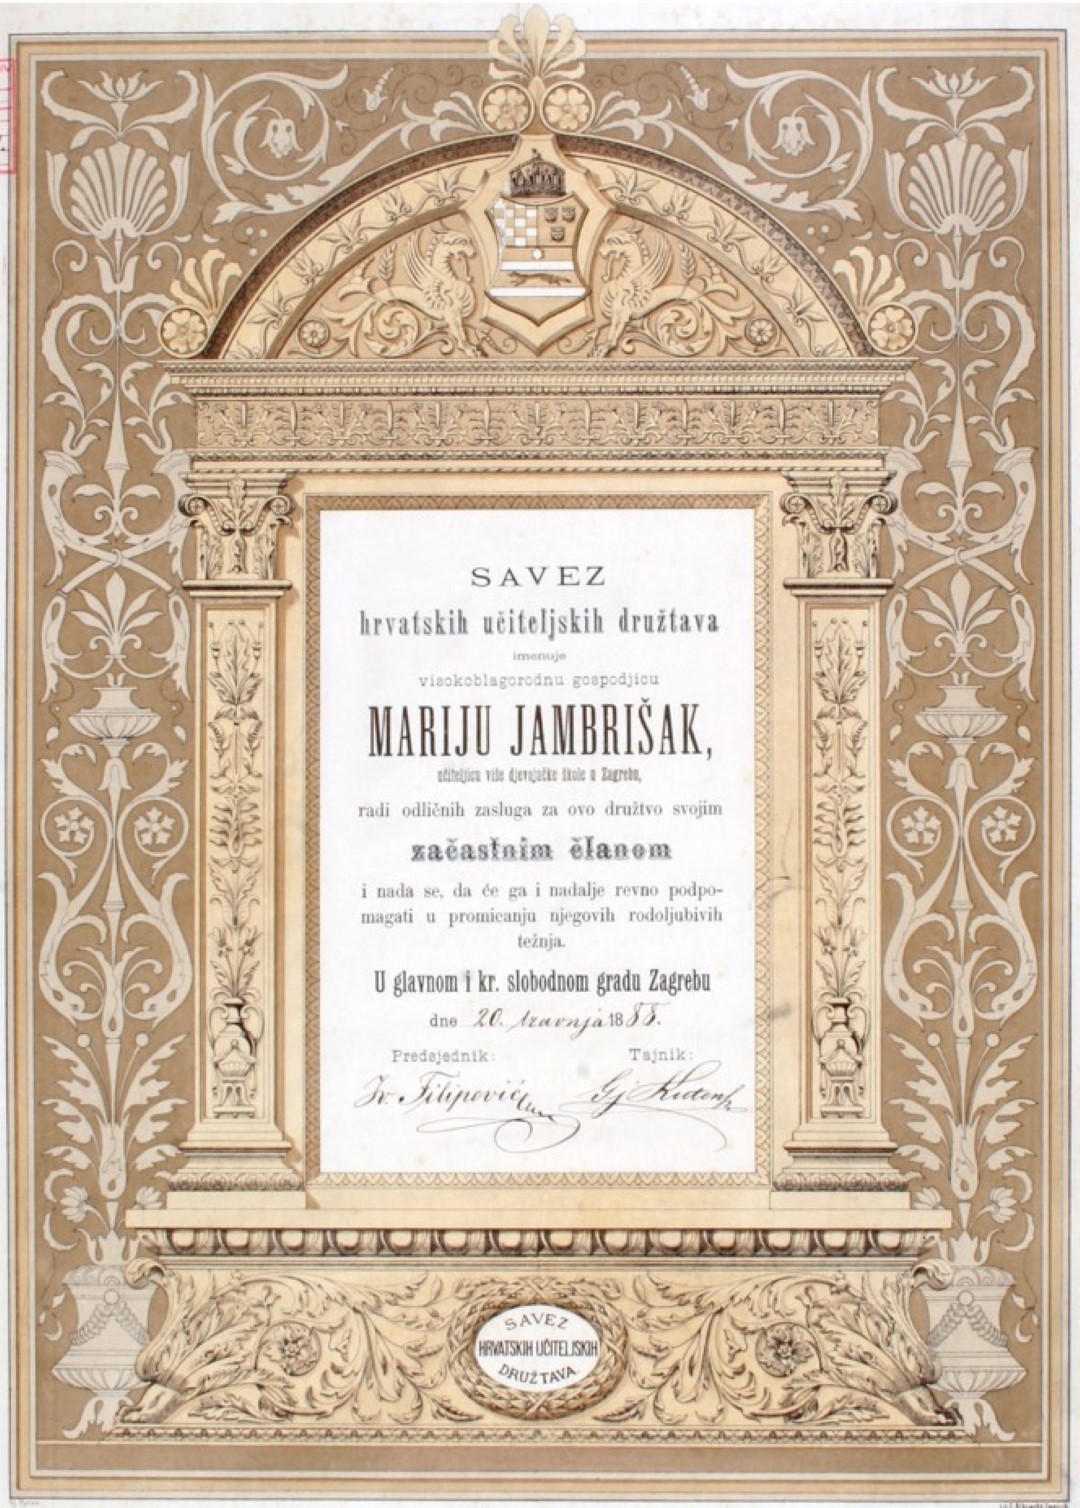 SAVEZ
hrvatskih učiteljskih družtava
imenuje
visokoblagorodnu gospodjicu
MARIJU JAMBRIŠAK,
učiteljicu više djevojačke škole u Zagrebu,
radi odličnih zasluga za ovo družtvo svojim
začastnim članom
i nada se, da će ga i nadalje revno podpo-
magati u promicanju njegovih rodoljubivih
težnja.
U glavnom i kr. slobodnom gradu Zagrebu
dne 20. travnja 1888.
Predsjednik: Tajnik:
Iv. Filipović Gj
SAVEZ
HRVATSKIH UČITELJSKIH
DRUŽTAVA.